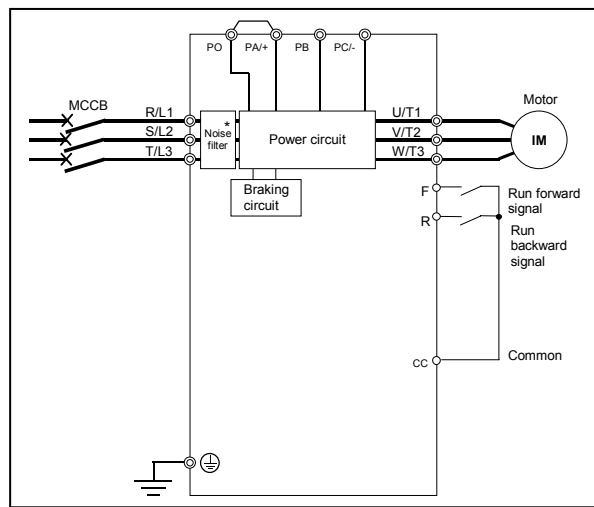 PO PA/+ PB PC/-
MCCB
R/L1
S/L2
T/L3
*
Noise
filter
Power circuit
Braking
circuit
U/T1
V/T2
W/T3
Motor
IM
F
Run forward
signal
R
Run
backward
signal
CC
Common